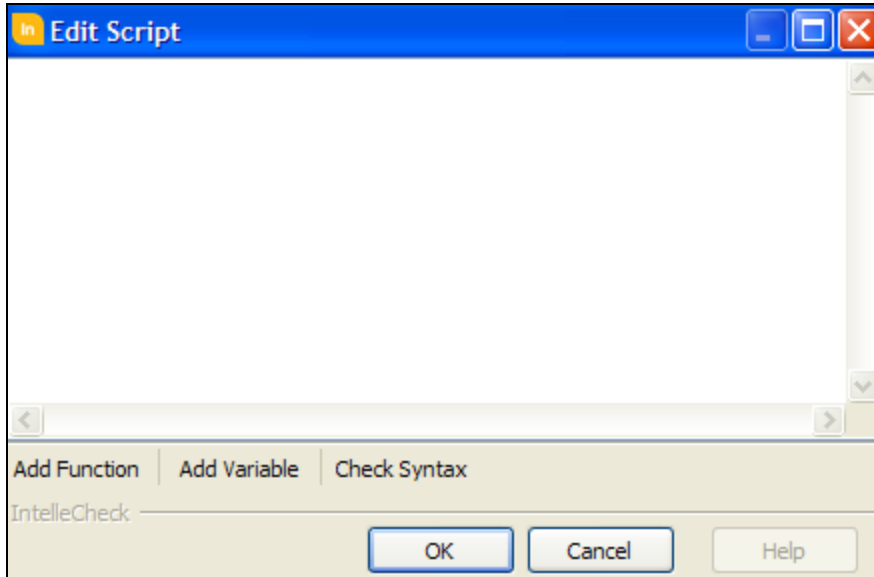 In Edit Script
Add Function Add Variable Check Syntax
IntelleCheck
OK Cancel Help